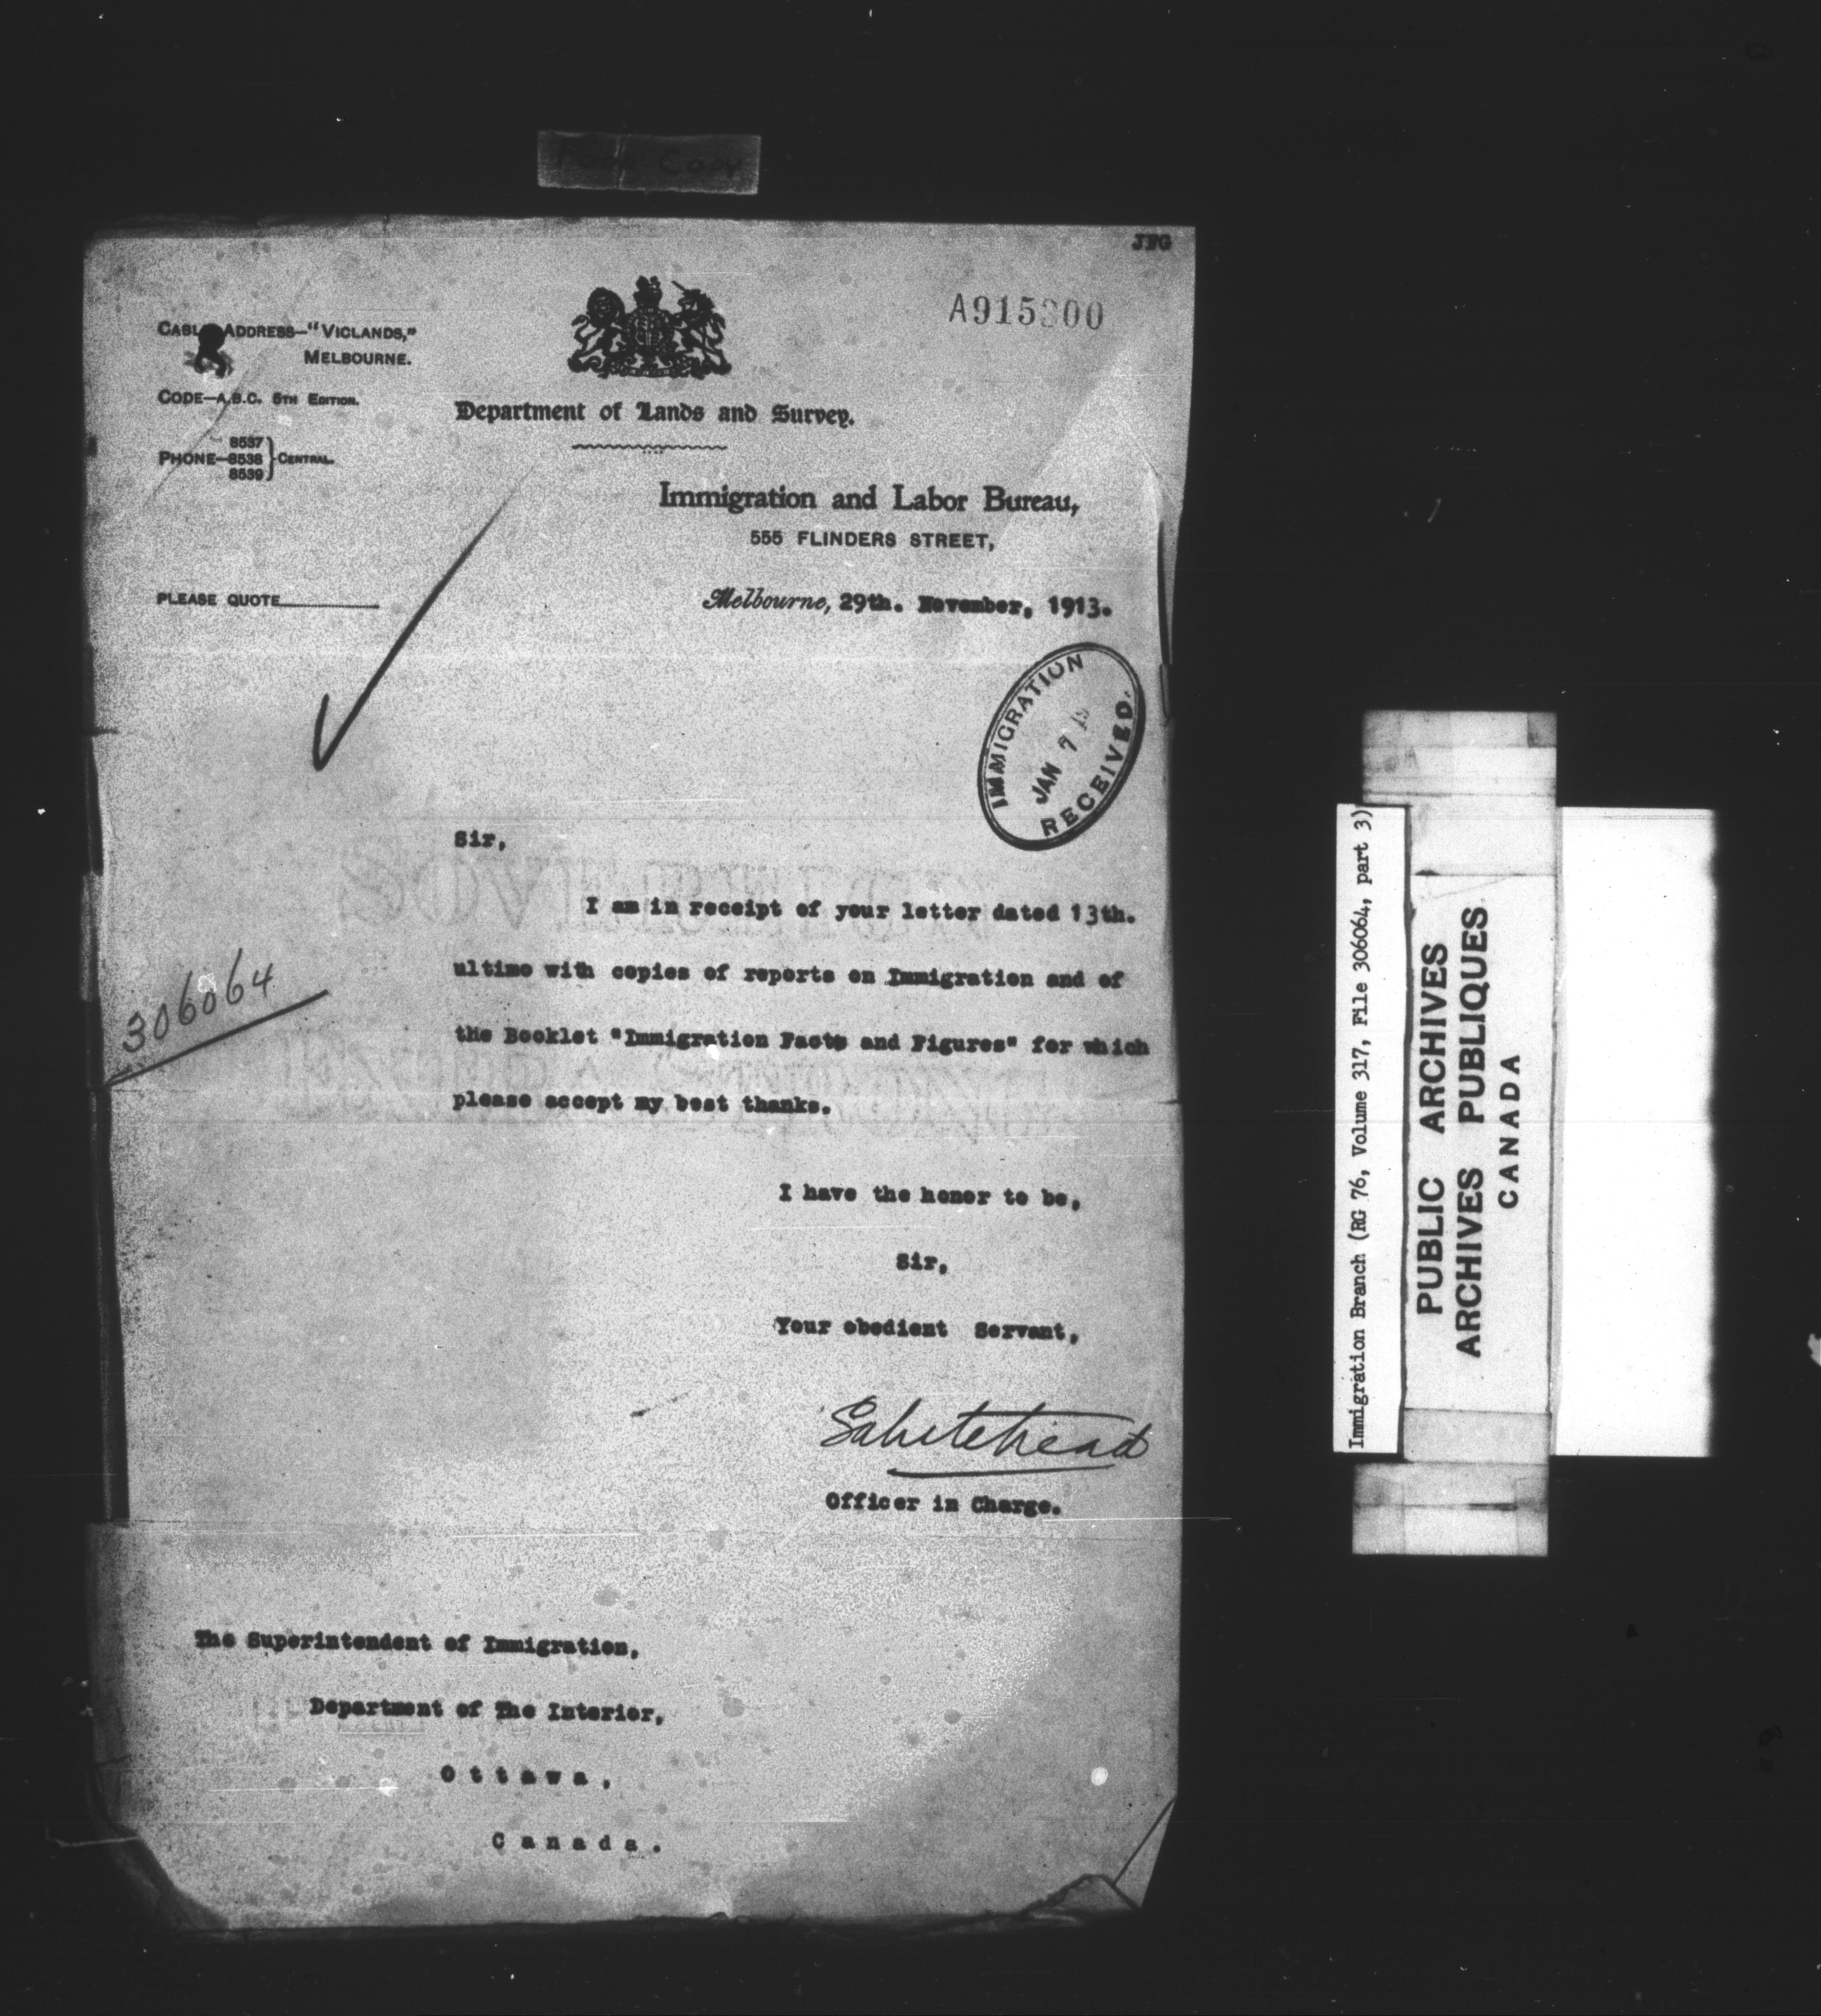 Copy
JFG
A915300
CABLE ADDRESS—"VICLANDS,"
MELBOURNE.
CODE—A.B.C. 5TH EDITION.
PHONE—8537
8538
8539 } CENTRAL.
Department of Lands and Survey.
Immigration and Labor Bureau,
555 FLINDERS STREET,
PLEASE QUOTE
Melbourne, 29th. November, 1913.
IMMIGRATION
JAN 7 19
RECEIVED.
Sir,
I am in receipt of your letter dated 13th.
ultimo with copies of reports on Immigration and of
306064
the Booklet "Immigration Facts and Figures" for which
please accept my best thanks.
I have the honor to be,
Sir,
Your obedient Servant,
Whitehead
Officer in Charge.
The Superintendent of Immigration,
Department of The Interior,
Ottawa,
Canada.
Immigration Branch (RG 76, Volume 317, File 306064, part 3)
PUBLIC ARCHIVES
ARCHIVES PUBLIQUES
CANADA